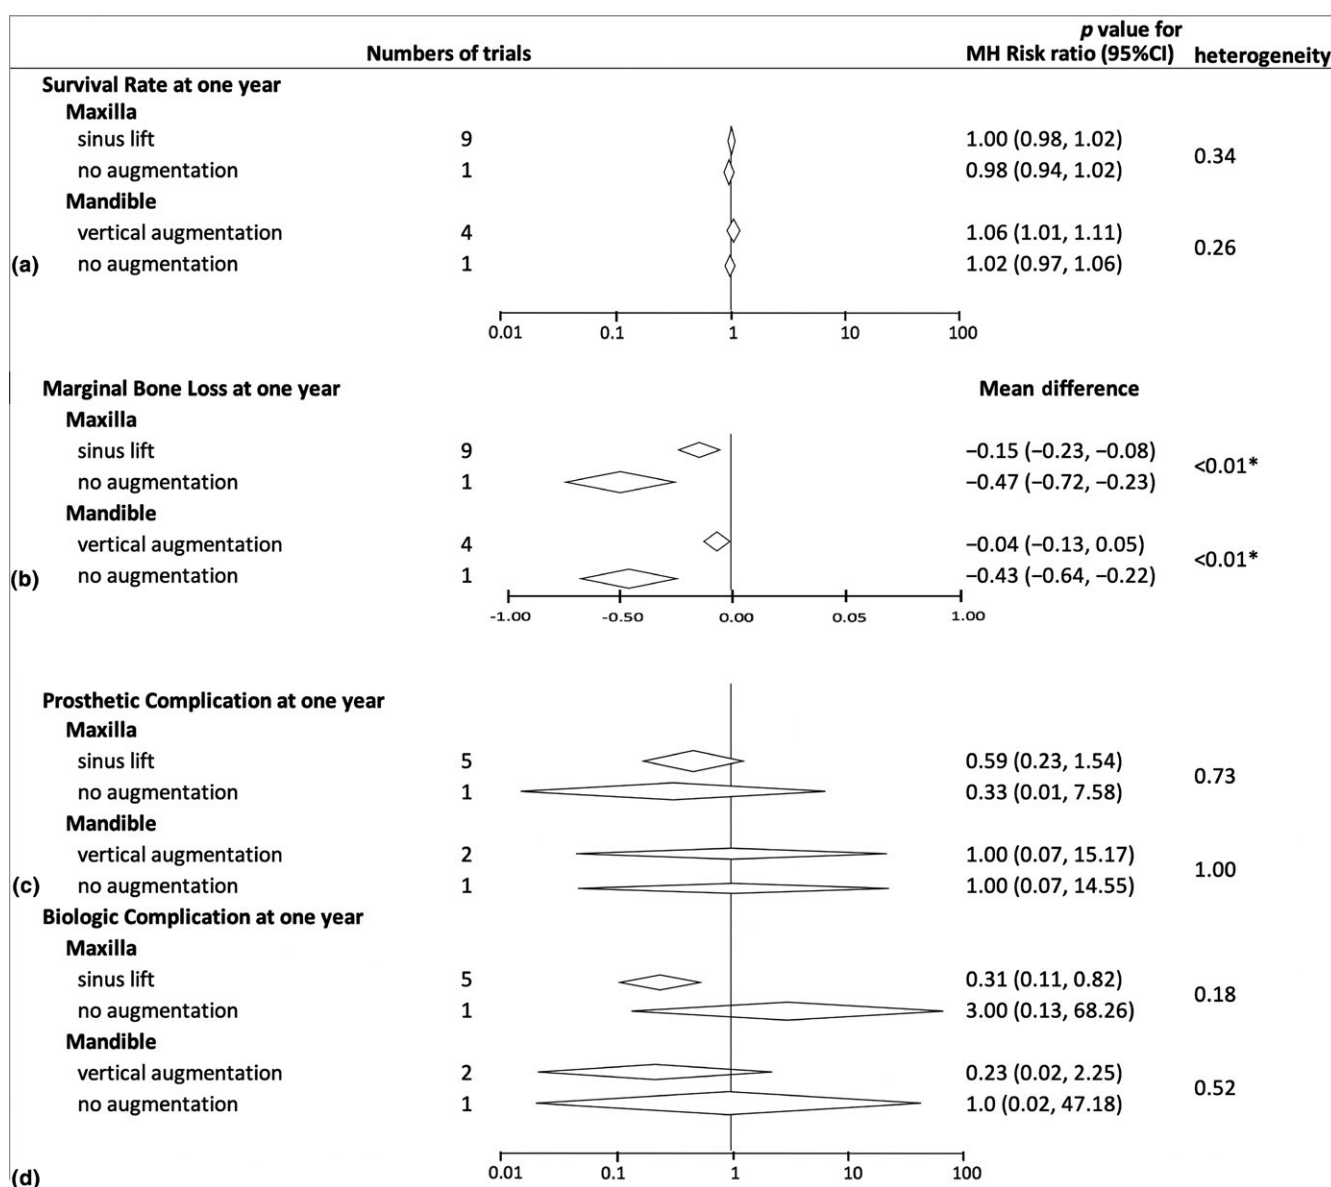 p value for
Numbers of trials MH Risk ratio (95%CI) heterogeneity
Survival Rate at one year
Maxilla
sinus lift 9 1.00 (0.98, 1.02)
0.34
no augmentation 1 0.98 (0.94, 1.02)
Mandible
vertical augmentation 4 1.06 (1.01, 1.11)
0.26
(a) no augmentation 1 1.02 (0.97, 1.06)
0.01 0.1 1 10 100
Marginal Bone Loss at one year Mean difference
Maxilla
sinus lift 9 −0.15 (−0.23, −0.08)
<0.01*
no augmentation 1 −0.47 (−0.72, −0.23)
Mandible
vertical augmentation 4 −0.04 (−0.13, 0.05)
<0.01*
(b) no augmentation 1 −0.43 (−0.64, −0.22)
-1.00 -0.50 0.00 0.05 1.00
Prosthetic Complication at one year
Maxilla
sinus lift 5 0.59 (0.23, 1.54)
0.73
no augmentation 1 0.33 (0.01, 7.58)
Mandible
vertical augmentation 2 1.00 (0.07, 15.17)
1.00
(c) no augmentation 1 1.00 (0.07, 14.55)
Biologic Complication at one year
Maxilla
sinus lift 5 0.31 (0.11, 0.82)
0.18
no augmentation 1 3.00 (0.13, 68.26)
Mandible
vertical augmentation 2 0.23 (0.02, 2.25)
0.52
no augmentation 1 1.0 (0.02, 47.18)
(d) 0.01 0.1 1 10 100